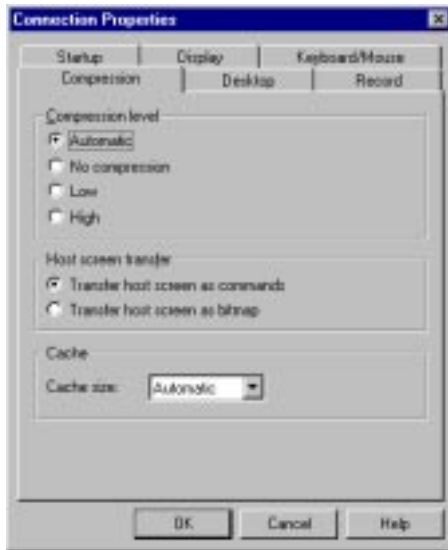 Connection Properties
Startup Display Keyboard/Mouse
Compression Desktop Record
Compression level
Automatic
No compression
Low
High
Host screen transfer
Transfer host screen as commands
Transfer host screen as bitmap
Cache
Cache size: Automatic
OK Cancel Help